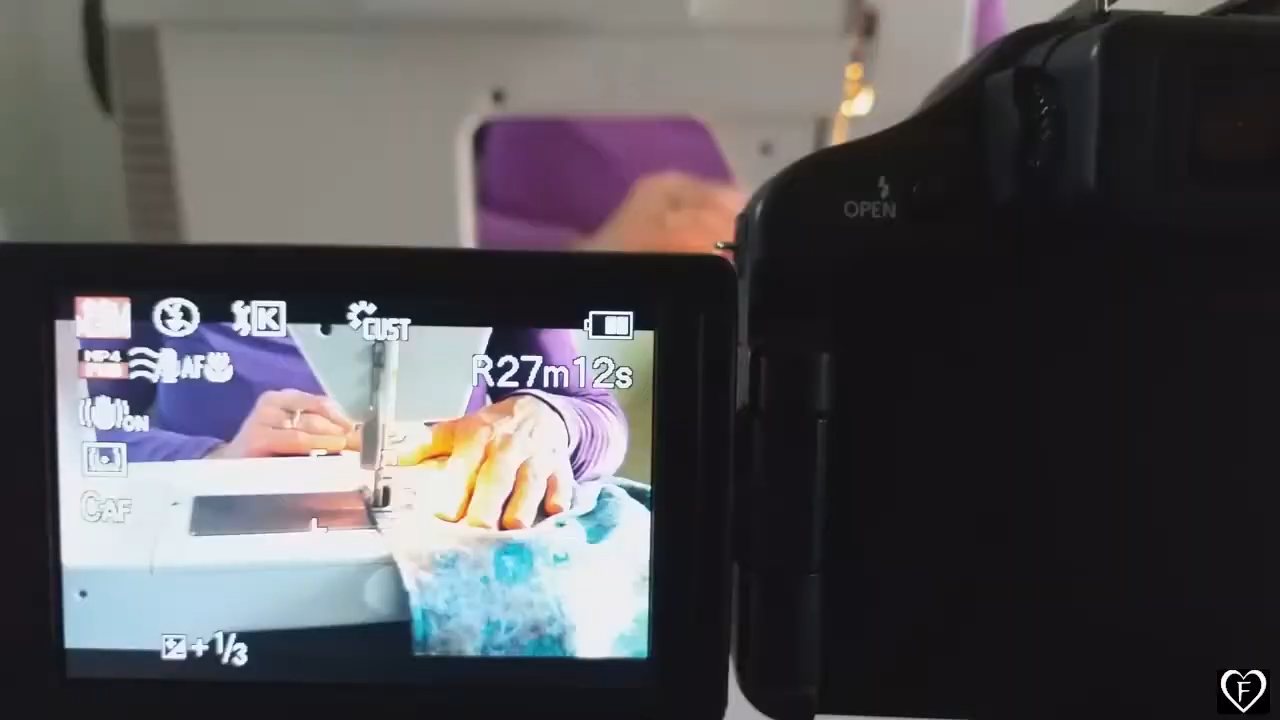 OPEN
K
CUST
MP4
AF
R27m12s
ON
CAF
+1/3
F